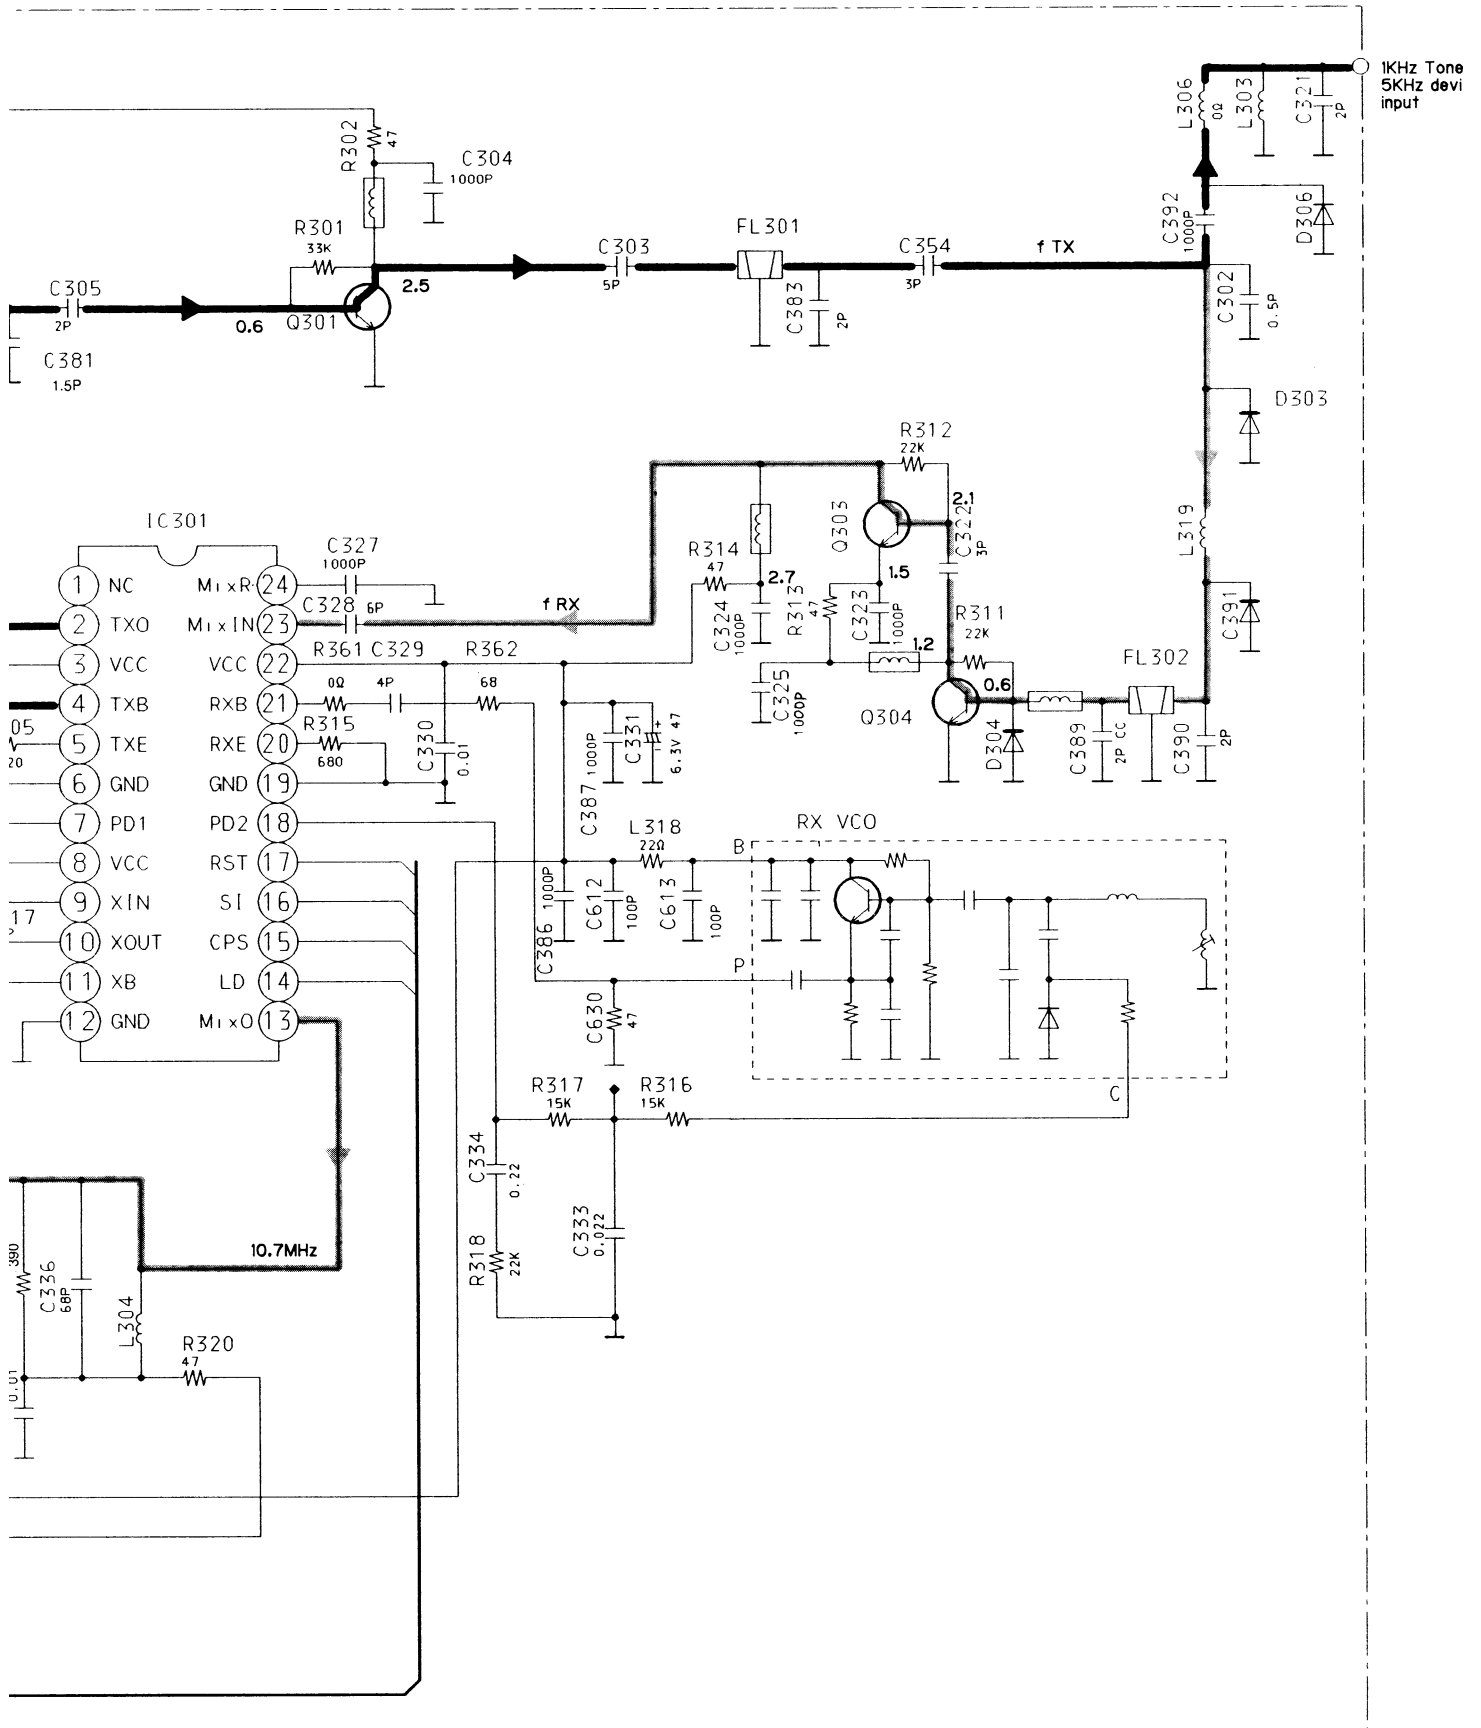 1KHz Tone
5KHz devi
input
L306
0Ω
L303
C321
2P
R302
47
C304
1000P
C392
1000P
D306
R301
33K
C303
5P
FL301
C354
3P
f TX
2.5
C305
2P
0.6
Q301
C383
2P
C302
0.5P
C381
1.5P
D303
R312
22K
2.1
Q303
C322
3P
L319
IC301
C327
1000P
R314
47
2.7
1.5
1 NC
MixR 24
C328
6P
f RX
C324
1000P
R313
47
C323
1000P
R311
22K
C391
2 TXO
MixIN 23
3 VCC
VCC 22
R361
C329
R362
1.2
FL302
4 TXB
RXB 21
0Ω
4P
68
C325
1000P
Q304
0.6
05
20
5 TXE
RXE 20
R315
680
C330
0.01
C387
1000P
C331
6.3V 47
+
D304
C389
2P CC
C390
2P
6 GND
GND 19
7 PD1
PD2 18
L318
22Ω
RX VCO
8 VCC
RST 17
B
9 XIN
SI 16
C386
1000P
C612
100P
C613
100P
17
P
10 XOUT
CPS 15
11 XB
LD 14
P
12 GND
MixO 13
C630
47
R317
15K
R316
15K
C
C334
0.22
C333
0.022
R318
22K
10.7MHz
390
C336
68P
L304
R320
47
0.01